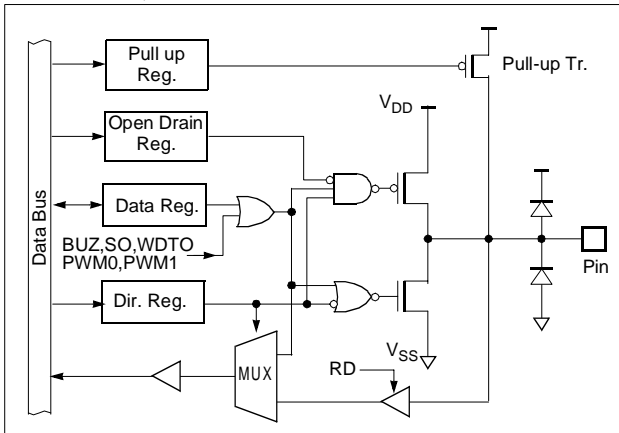 Pull up
Reg.
Pull-up Tr.
VDD
Open Drain
Reg.
Data Bus
Data Reg.
BUZ,SO,WDTO
PWM0,PWM1
Pin
Dir. Reg.
VSS
MUX
RD